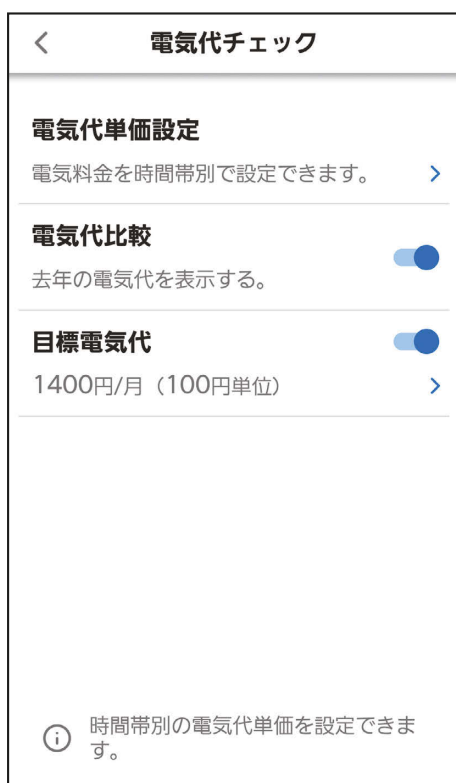 電気代チェック
電気代単価設定
電気料金を時間帯別で設定できます。
電気代比較
去年の電気代を表示する。
目標電気代
1400円/月（100円単位）
時間帯別の電気代単価を設定できま
す。